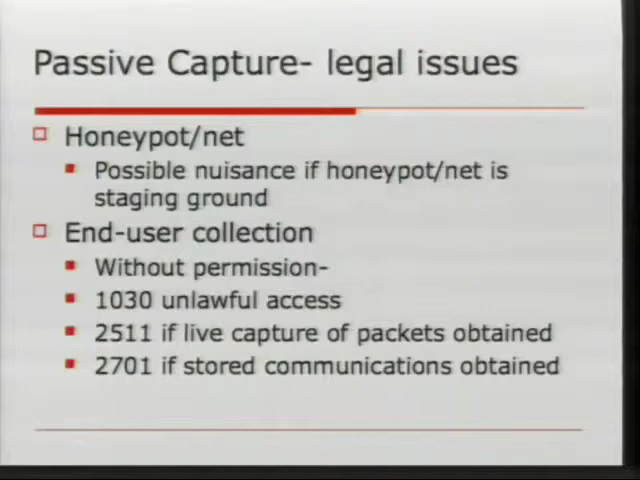 Passive Capture- legal issues
Honeypot/net
Possible nuisance if honeypot/net is
staging ground
End-user collection
Without permission-
1030 unlawful access
2511 if live capture of packets obtained
2701 if stored communications obtained